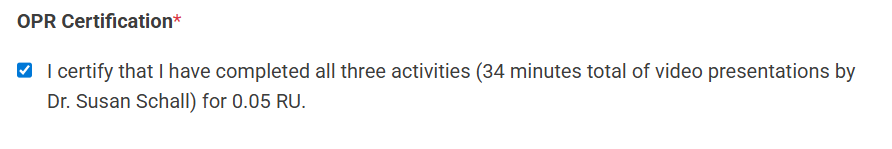 OPR Certification*
I certify that I have completed all three activities (34 minutes total of video presentations by
Dr. Susan Schall) for 0.05 RU.